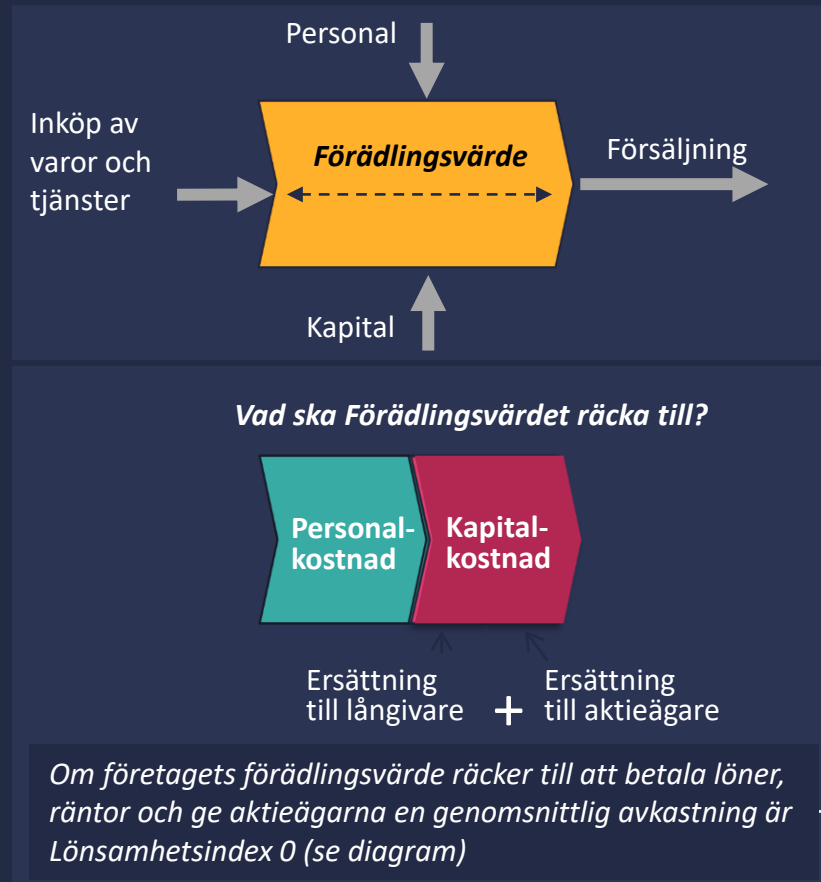 Personal
Inköp av
varor och
tjänster
Förädlingsvärde
Försäljning
Kapital
Vad ska Förädlingsvärdet räcka till?
Personal-
kostnad
Kapital-
kostnad
Ersättning
till långivare
+
Ersättning
till aktieägare
Om företagets förädlingsvärde räcker till att betala löner,
räntor och ge aktieägarna en genomsnittlig avkastning är
Lönsamhetsindex 0 (se diagram)